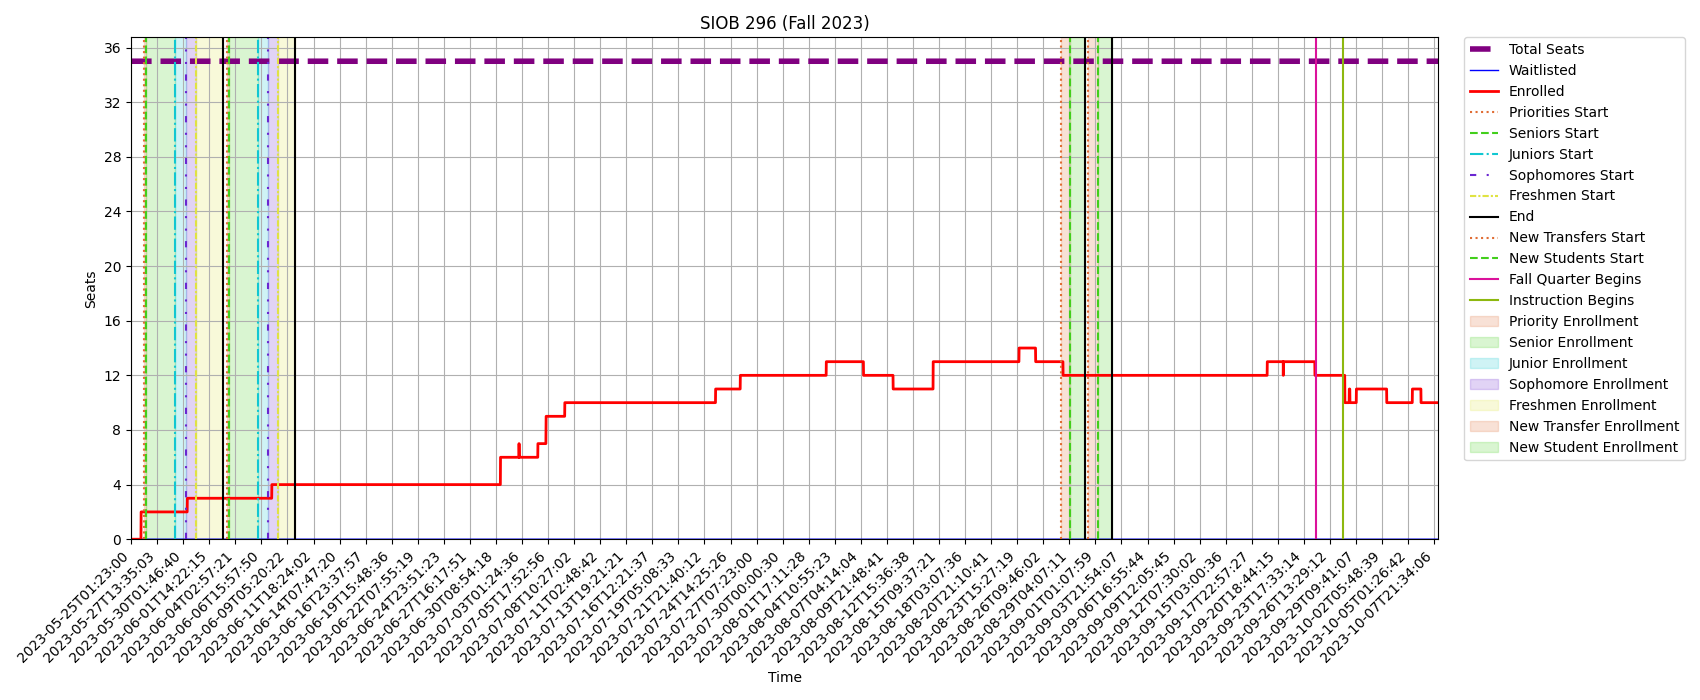 SIOB 296 (Fall 2023)
36
32
28
24
20
16
12
8
4
0
Seats
2023-05-25T01:23:00
2023-05-27T13:35:03
2023-05-30T01:46:40
2023-06-01T14:22:15
2023-06-04T02:57:21
2023-06-06T15:57:50
2023-06-09T05:20:22
2023-06-11T18:24:02
2023-06-14T07:47:20
2023-06-16T23:37:57
2023-06-19T15:48:36
2023-06-22T07:55:19
2023-06-24T23:51:23
2023-06-27T16:17:51
2023-06-30T08:54:18
2023-07-03T01:24:36
2023-07-05T17:52:56
2023-07-08T10:27:02
2023-07-11T02:48:42
2023-07-13T19:21:21
2023-07-16T12:21:37
2023-07-19T05:08:33
2023-07-21T21:40:12
2023-07-24T14:25:26
2023-07-27T07:23:00
2023-07-30T00:00:30
2023-08-01T17:11:28
2023-08-04T10:55:23
2023-08-07T04:14:04
2023-08-09T21:48:41
2023-08-12T15:36:38
2023-08-15T09:37:21
2023-08-18T03:07:36
2023-08-20T21:10:41
2023-08-23T15:27:19
2023-08-26T09:46:02
2023-08-29T04:07:11
2023-09-01T01:07:59
2023-09-03T21:54:07
2023-09-06T16:55:44
2023-09-09T12:05:45
2023-09-12T07:30:02
2023-09-15T03:00:36
2023-09-17T22:57:27
2023-09-20T18:44:15
2023-09-23T17:33:14
2023-09-26T13:29:12
2023-09-29T09:41:07
2023-10-02T05:48:39
2023-10-05T01:26:42
2023-10-07T21:34:06
Time
Total Seats
Waitlisted
Enrolled
Priorities Start
Seniors Start
Juniors Start
Sophomores Start
Freshmen Start
End
New Transfers Start
New Students Start
Fall Quarter Begins
Instruction Begins
Priority Enrollment
Senior Enrollment
Junior Enrollment
Sophomore Enrollment
Freshmen Enrollment
New Transfer Enrollment
New Student Enrollment